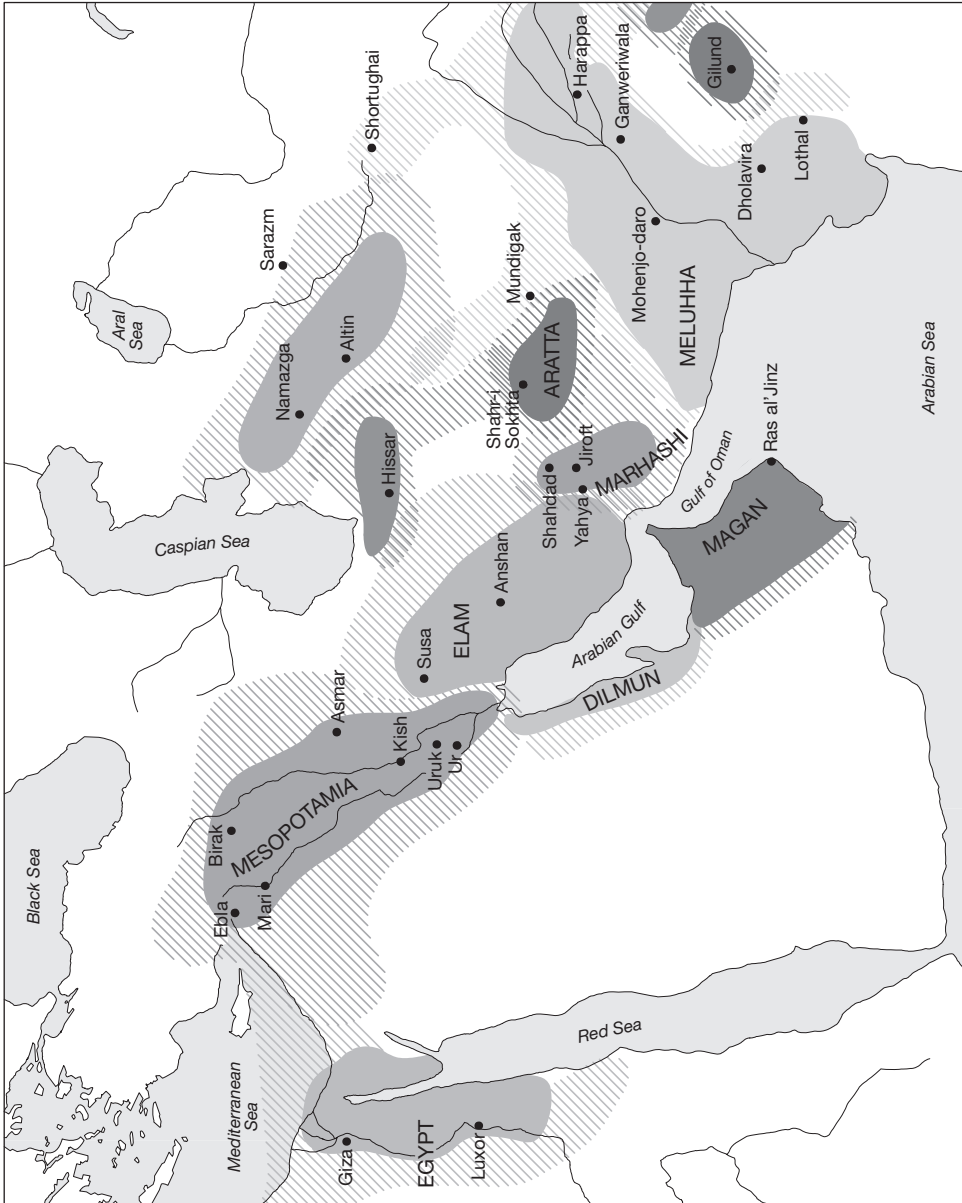 Black Sea
Mediterranean
Sea
Caspian Sea
Aral
Sea
Red Sea
Arabian Gulf
Gulf of Oman
Arabian Sea
EGYPT
Giza
Luxor
MESOPOTAMIA
Ebla
Mari
Birak
Asmar
Kish
Uruk
Ur
ELAM
Susa
Anshan
DILMUN
MAGAN
Ras al'Jinz
MARHASHI
Shahdad
Yahya
Jiroft
Hissar
Namazga
Altin
Sarazm
Shortughai
ARATTA
Shahr-i
Sokhta
Mundigak
MELUHHA
Mohenjo-daro
Harappa
Ganweriwala
Dholavira
Lothal
Gilund